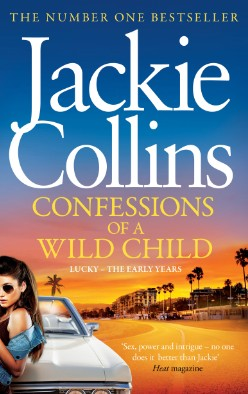 THE NUMBER ONE BESTSELLER
Jackie
Collins
CONFESSIONS
OF A
WILD CHILD
LUCKY – THE EARLY YEARS
'Sex, power and intrigue – no one
does it better than Jackie'
Heat magazine